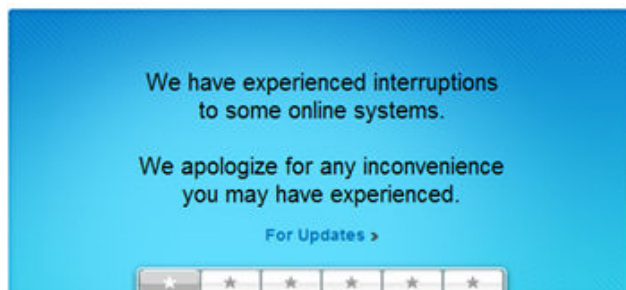 We have experienced interruptions
to some online systems.
We apologize for any inconvenience
you may have experienced.
For Updates >